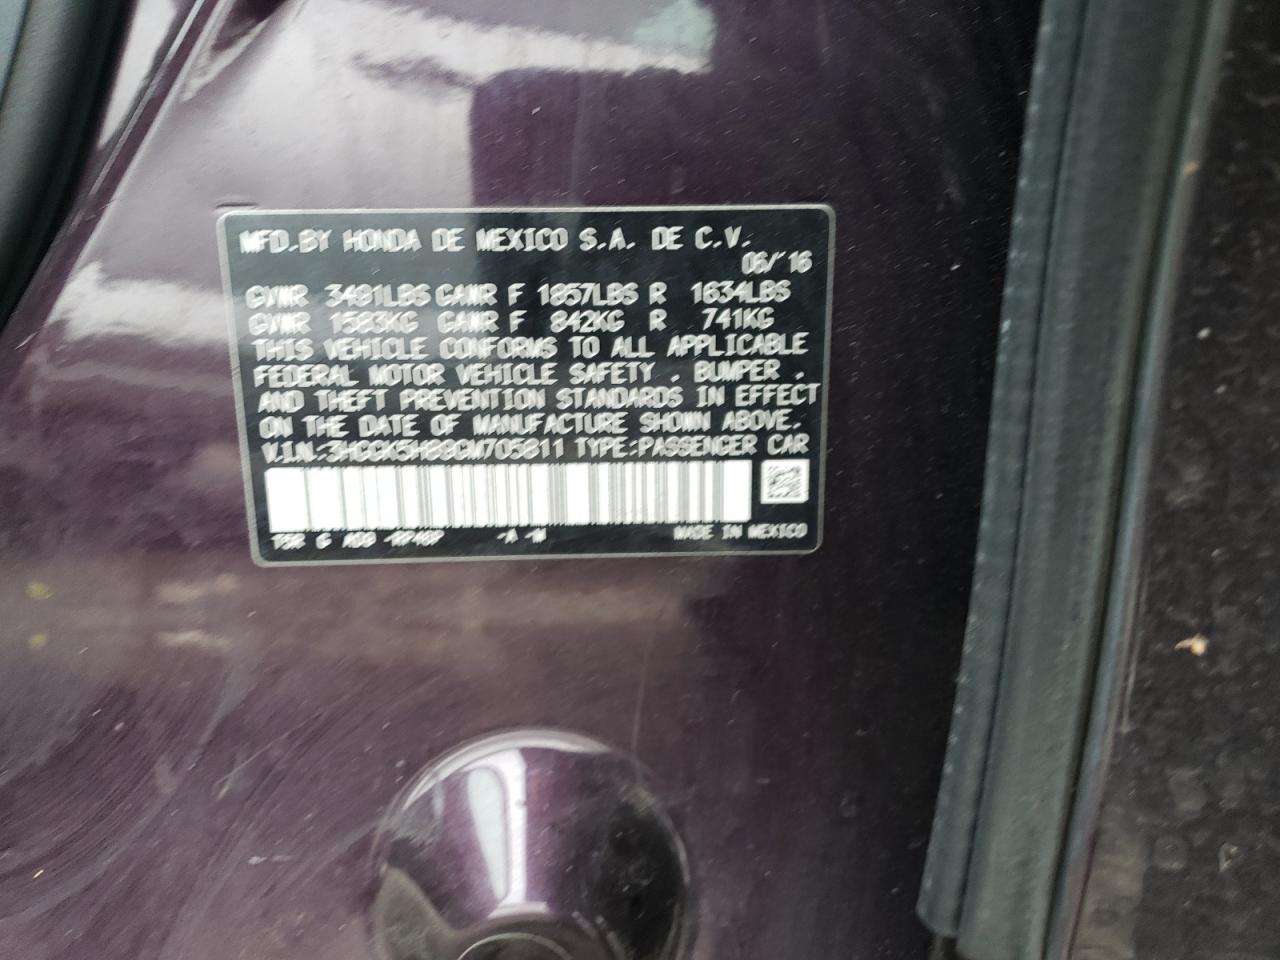 MFD.BY HONDA DE MEXICO S.A. DE C.V.
06/'16
GVWR 3491LBS GAWR F 1857LBS R 1634LBS
GVWR 1583KG GAWR F 842KG R 741KG
THIS VEHICLE CONFORMS TO ALL APPLICABLE
FEDERAL MOTOR VEHICLE SAFETY , BUMPER ,
AND THEFT PREVENTION STANDARDS IN EFFECT
ON THE DATE OF MANUFACTURE SHOWN ABOVE.
V.I.N.: TYPE:PASSENGER CAR
T5R G -A -N MADE IN MEXICO